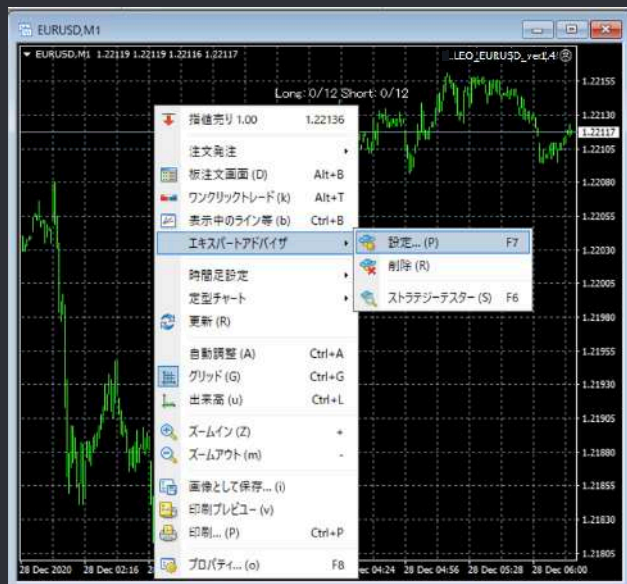 EURUSD,M1
EURUSD,M1 1.22119 1.22119 1.22116 1.22117
LEO_EURUSD_ver1,4
Long: 0/12 Short: 0/12
指値売り 1.00 1.22136
注文発注
板注文画面 (D) Alt+B
ワンクリックトレード (k) Alt+T
表示中のライン等 (b) Ctrl+B
エキスパートアドバイザ
時間足設定
定型チャート
更新 (R)
自動調整 (A) Ctrl+A
グリッド (G) Ctrl+G
出来高 (u) Ctrl+L
ズームイン (Z) +
ズームアウト (m) -
画像として保存... (i)
印刷プレビュー (v)
印刷... (P) Ctrl+P
プロパティ... (o) F8
設定... (P) F7
削除 (R)
ストラテジーテスター (S) F6
1.22155
1.22130
1.22117
1.22105
1.22080
1.22055
1.22030
1.22005
1.21980
1.21955
1.21930
1.21905
1.21880
1.21855
1.21830
1.21805
28 Dec 2020 28 Dec 02:16 28 Dec 04:24 28 Dec 04:56 28 Dec 05:28 28 Dec 06:00